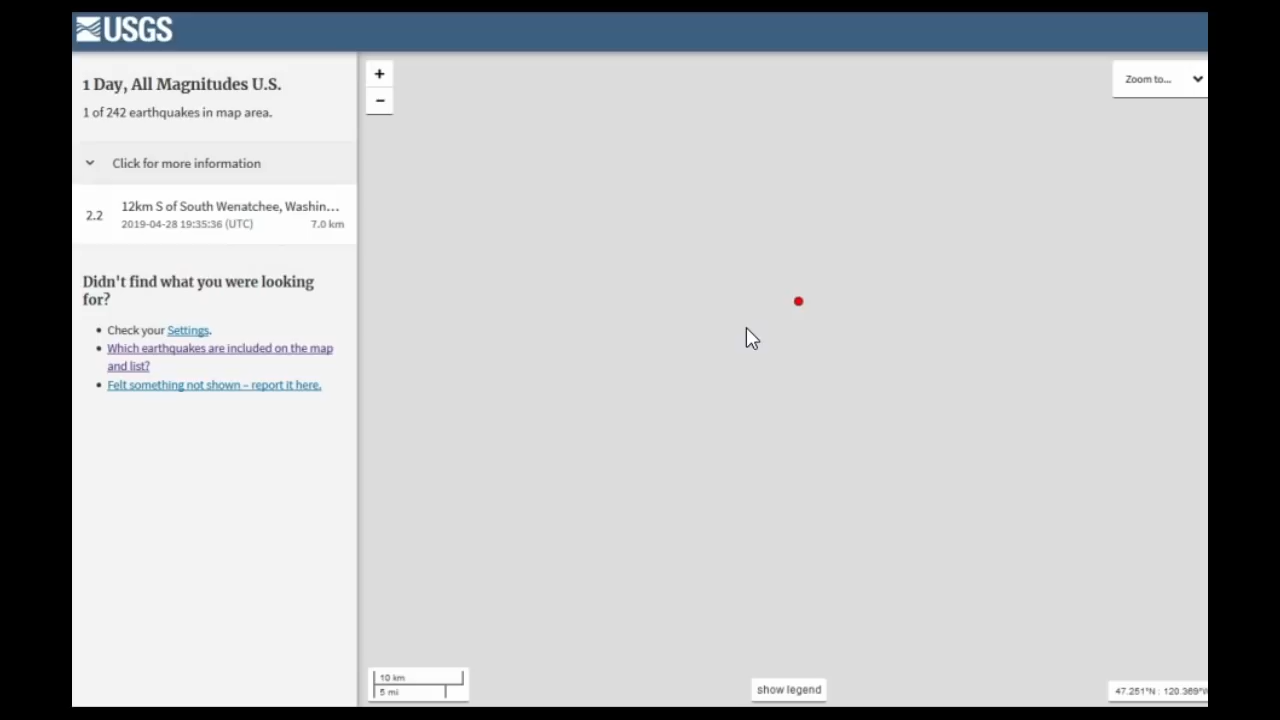 USGS
1 Day, All Magnitudes U.S.
1 of 242 earthquakes in map area.
Click for more information
2.2
12km S of South Wenatchee, Washin...
2019-04-28 19:35:36 (UTC)
7.0 km
Didn't find what you were looking
for?
Check your Settings.
Which earthquakes are included on the map
and list?
Felt something not shown – report it here.
+
−
Zoom to...
10 km
5 mi
show legend
47.251°N : 120.369°W